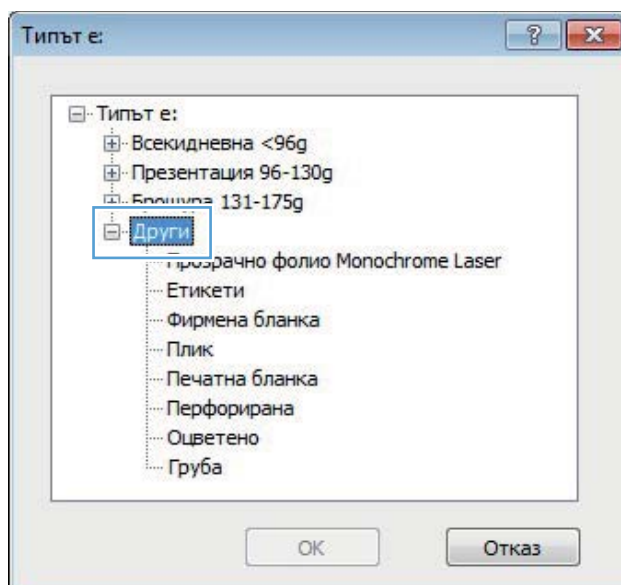 Типът е:
Типът е:
Всекидневна <96g
Презентация 96-130g
Брошура 131-175g
Други
Прозрачно фолио Monochrome Laser
Етикети
Фирмена бланка
Плик
Печатна бланка
Перфорирана
Оцветено
Груба
OK
Отказ